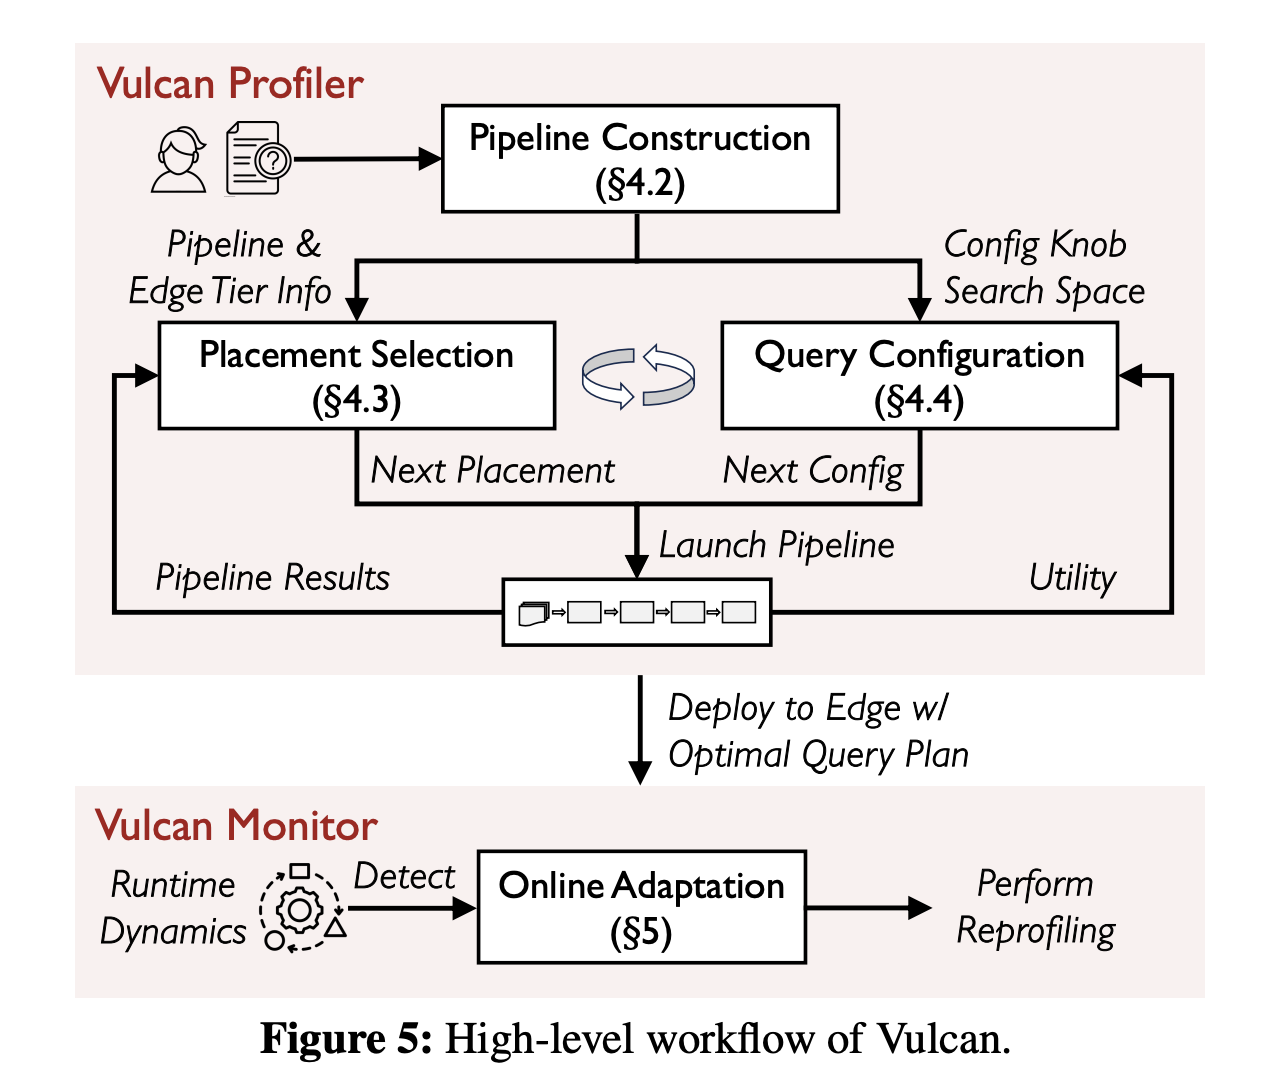 Vulcan Profiler
Pipeline Construction
(§4.2)
?
Pipeline &
Edge Tier Info
Config Knob
Search Space
Placement Selection
(§4.3)
Query Configuration
(§4.4)
Next Placement
Next Config
Launch Pipeline
Pipeline Results
Utility
Deploy to Edge w/
Optimal Query Plan
Vulcan Monitor
Runtime
Dynamics
Detect
Online Adaptation
(§5)
Perform
Reprofiling
Figure 5: High-level workflow of Vulcan.